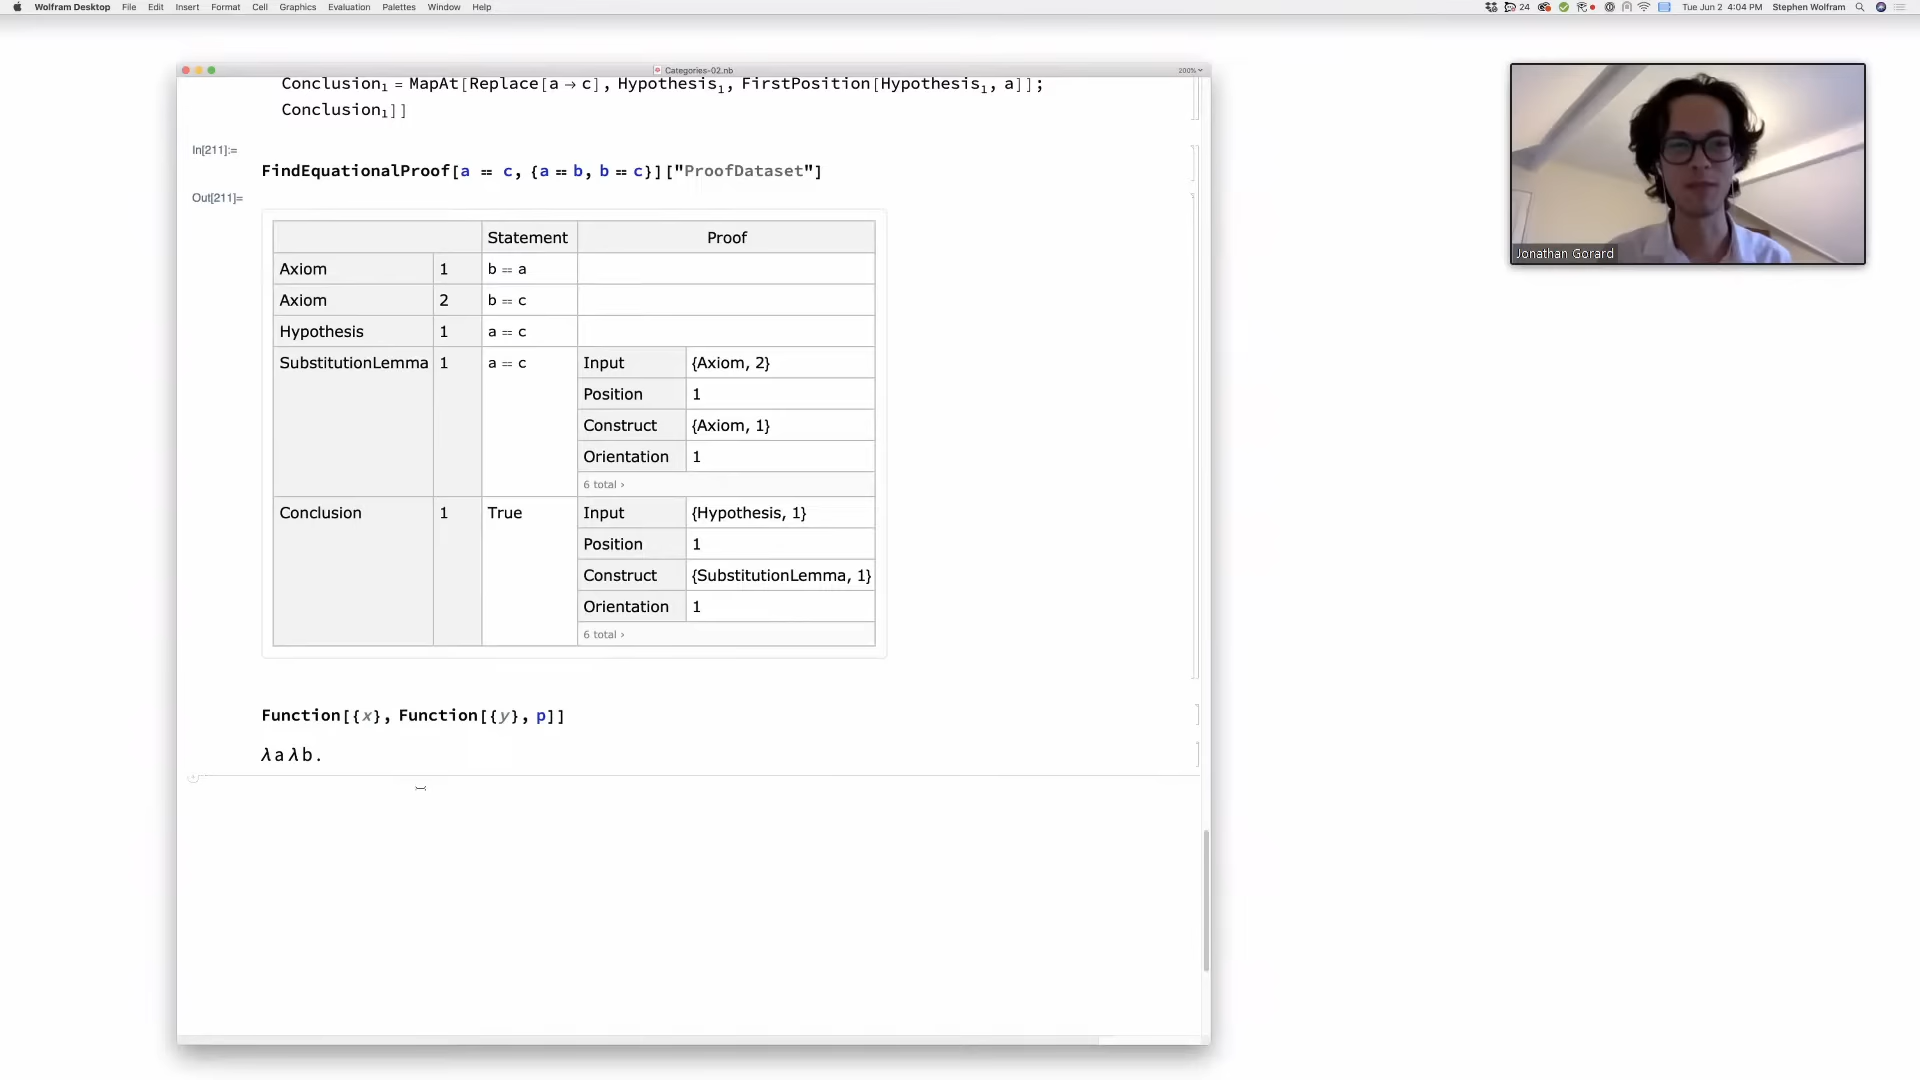 Wolfram Desktop File Edit Insert Format Cell Graphics Evaluation Palettes Window Help 24 Tue Jun 2 4:04 PM Stephen Wolfram
Categories-02.nb 200%
Conclusion₁ = MapAt[Replace[a → c], Hypothesis₁, FirstPosition[Hypothesis₁, a]];
Conclusion₁]]
In[211]:=
FindEquationalProof[a == c, {a == b, b == c}]["ProofDataset"]
Out[211]=
Statement Proof
Axiom 1 b == a
Axiom 2 b == c
Hypothesis 1 a == c
SubstitutionLemma 1 a == c Input {Axiom, 2}
Position 1
Construct {Axiom, 1}
Orientation 1
6 total ›
Conclusion 1 True Input {Hypothesis, 1}
Position 1
Construct {SubstitutionLemma, 1}
Orientation 1
6 total ›
Function[{x}, Function[{y}, p]]
λ a λ b .
Jonathan Gorard